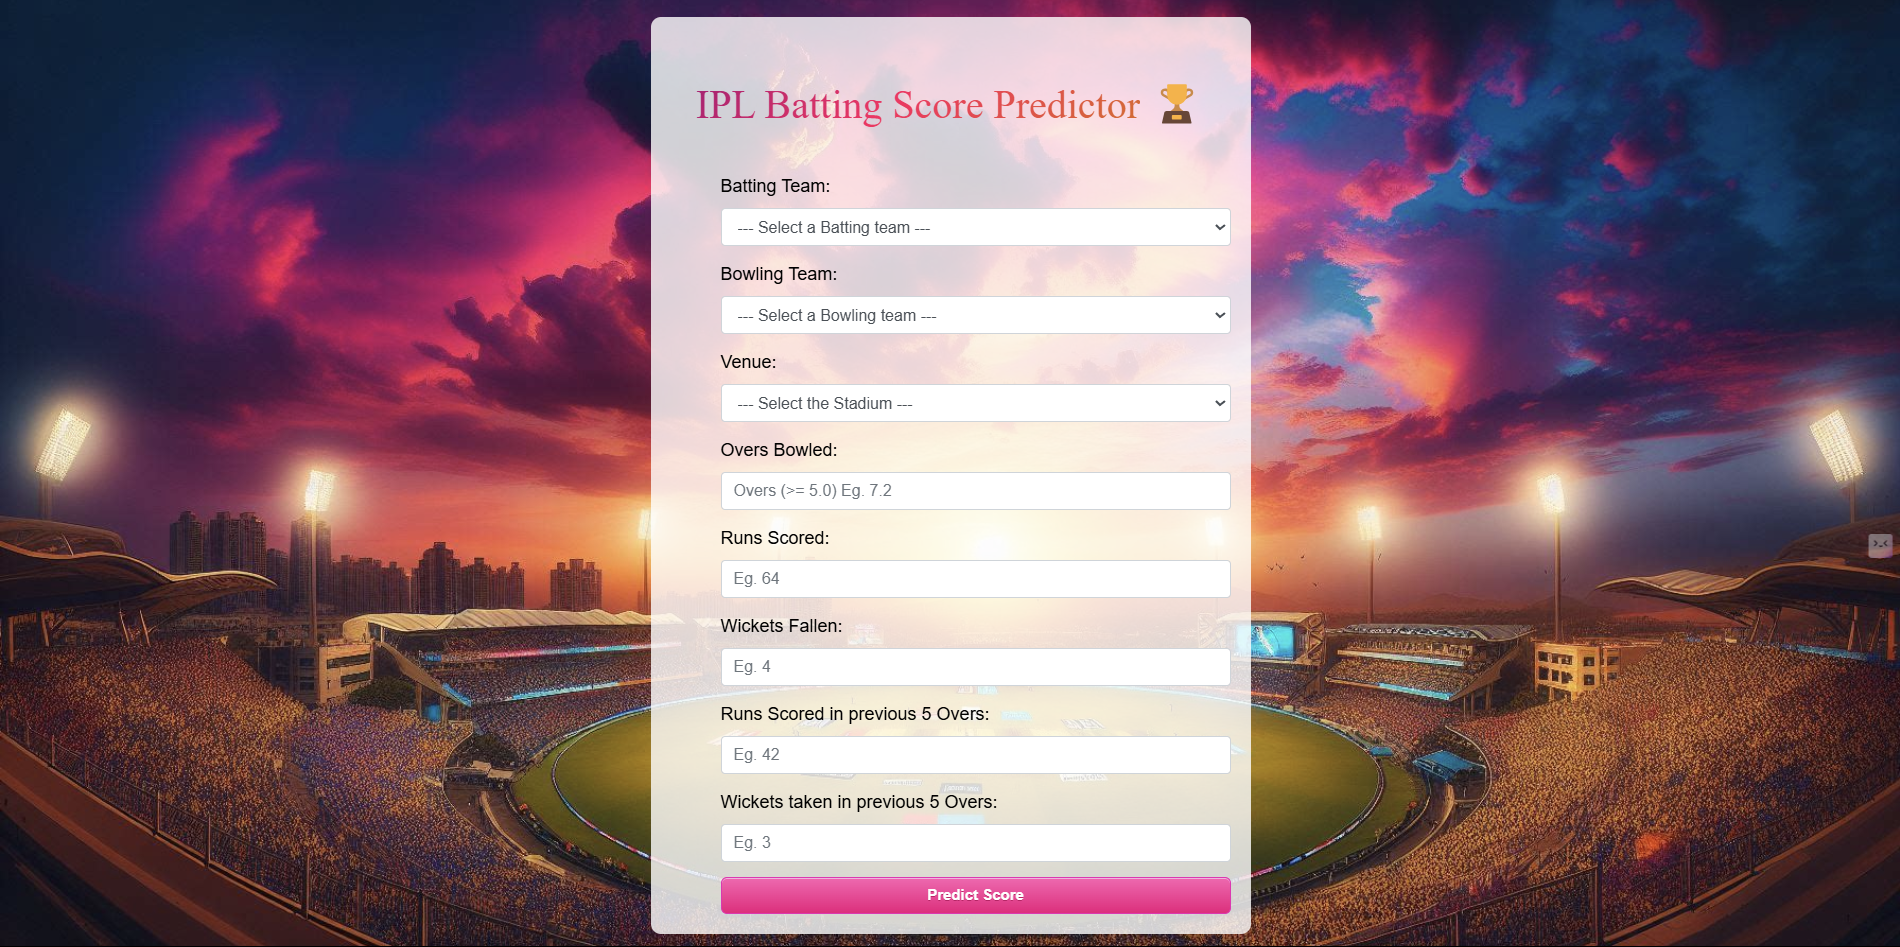 IPL Batting Score Predictor 🏆
Batting Team:
--- Select a Batting team ---
Bowling Team:
--- Select a Bowling team ---
Venue:
--- Select the Stadium ---
Overs Bowled:
Overs (>= 5.0) Eg. 7.2
Runs Scored:
Eg. 64
Wickets Fallen:
Eg. 4
Runs Scored in previous 5 Overs:
Eg. 42
Wickets taken in previous 5 Overs:
Eg. 3
Predict Score